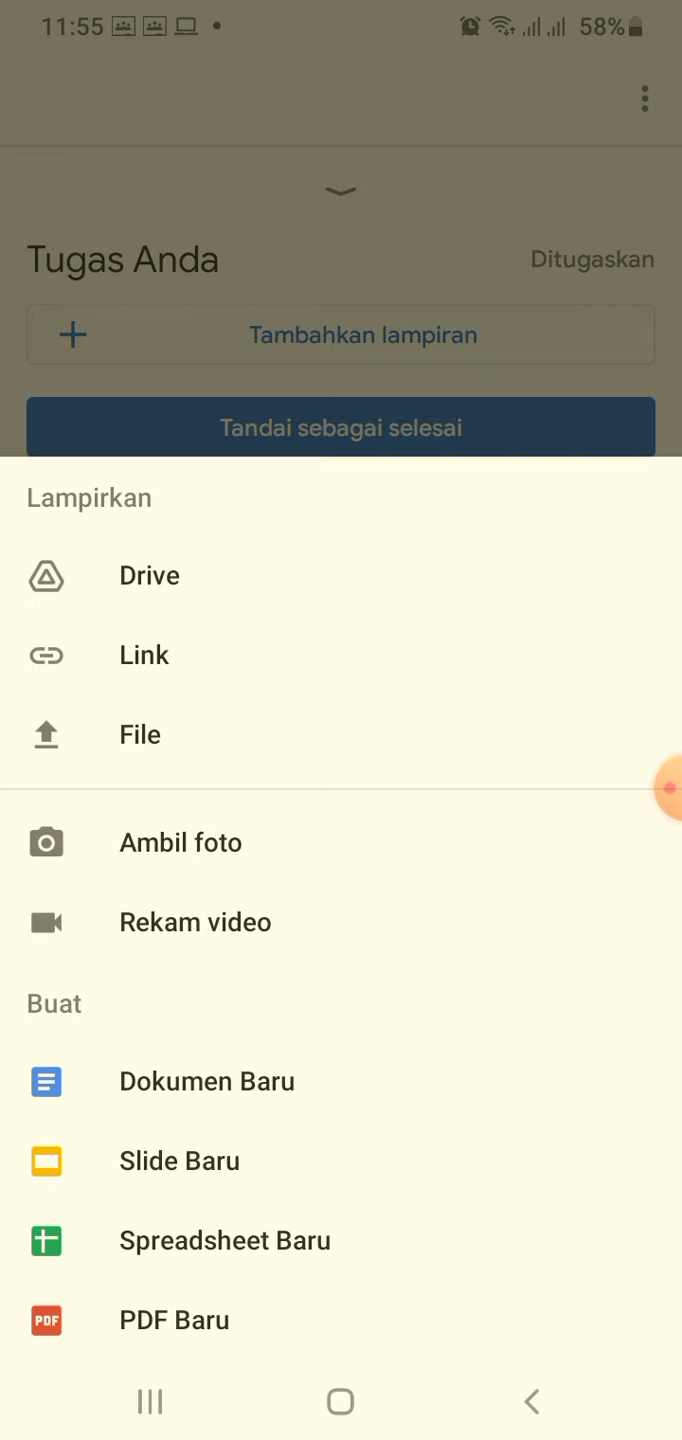 11:55 58%
Tugas Anda Ditugaskan
Tambahkan lampiran
Tandai sebagai selesai
Lampirkan
Drive
Link
File
Ambil foto
Rekam video
Buat
Dokumen Baru
Slide Baru
Spreadsheet Baru
PDF PDF Baru